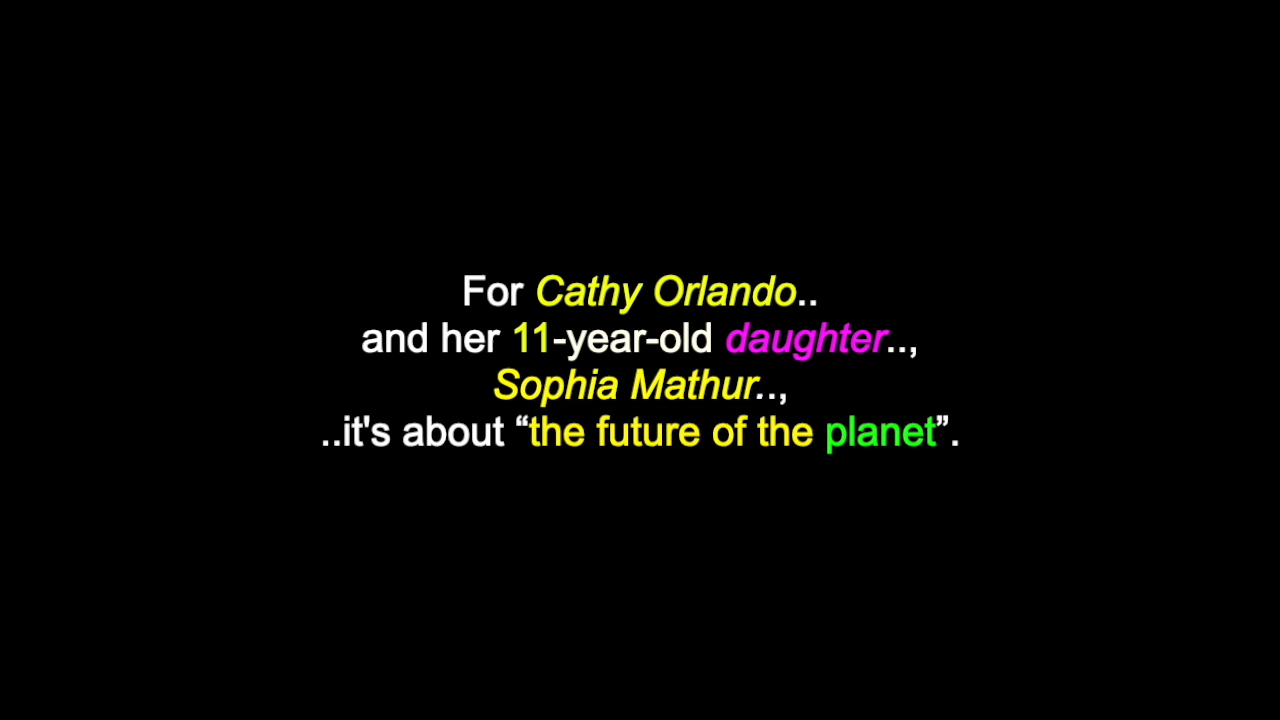 For Cathy Orlando..
and her 11-year-old daughter..,
Sophia Mathur..,
..it's about “the future of the planet”.